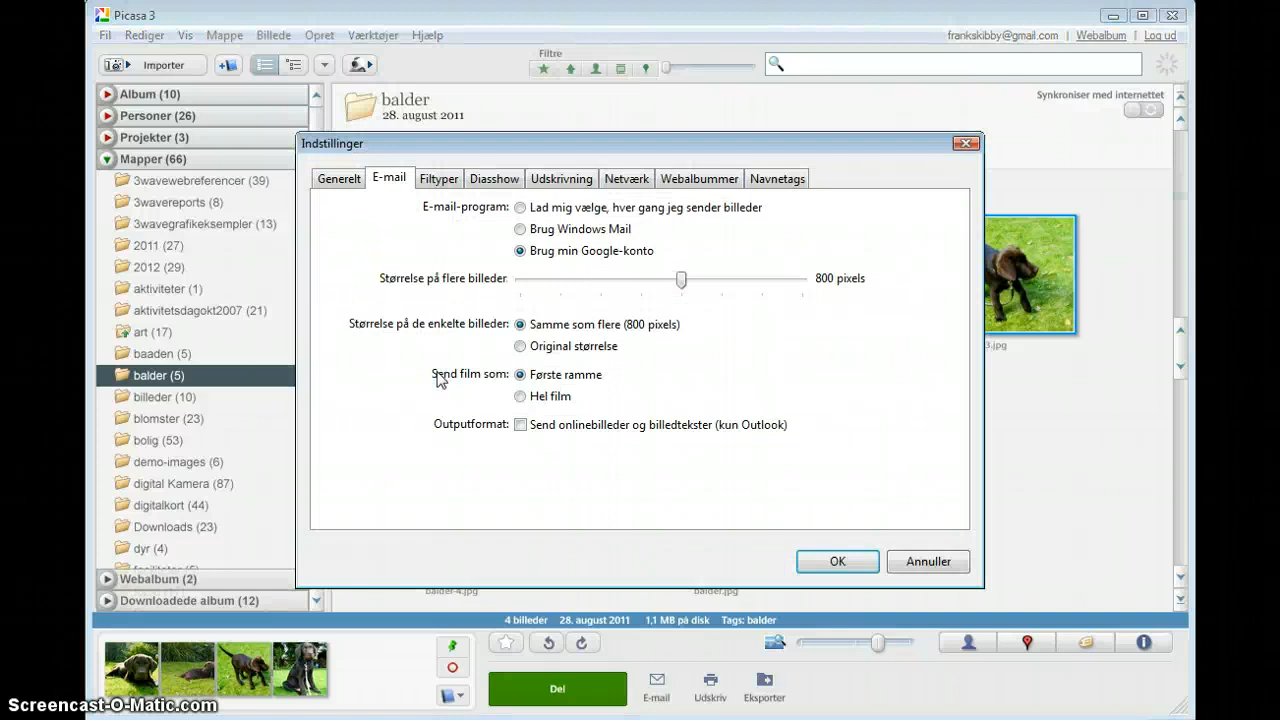 Picasa 3
Fil Rediger Vis Mappe Billede Opret Værktøjer Hjælp
frankskibby@gmail.com | Webalbum | Log ud
Importer
Filtre
Album (10)
Personer (26)
Projekter (3)
Mapper (66)
3wavewebreferencer (39)
3wavereports (8)
3wavegrafikeksempler (13)
2011 (27)
2012 (29)
aktiviteter (1)
aktivitetsdagokt2007 (21)
art (17)
baaden (5)
balder (5)
billeder (10)
blomster (23)
bolig (53)
demo-images (6)
digital Kamera (87)
digitalkort (44)
Downloads (23)
dyr (4)
faciliteter (5)
Webalbum (2)
Downloadede album (12)
balder
28. august 2011
Synkroniser med internettet
Indstillinger
Generelt E-mail Filtyper Diasshow Udskrivning Netværk Webalbummer Navnetags
E-mail-program: Lad mig vælge, hver gang jeg sender billeder
Brug Windows Mail
Brug min Google-konto
Størrelse på flere billeder 800 pixels
Størrelse på de enkelte billeder: Samme som flere (800 pixels)
Original størrelse
Send film som: Første ramme
Hel film
Outputformat: Send onlinebilleder og billedtekster (kun Outlook)
OK Annuller
3.jpg
balder-4.jpg balder.jpg
4 billeder 28. august 2011 1,1 MB på disk Tags: balder
Del
E-mail Udskriv Eksporter
Screencast-O-Matic.com